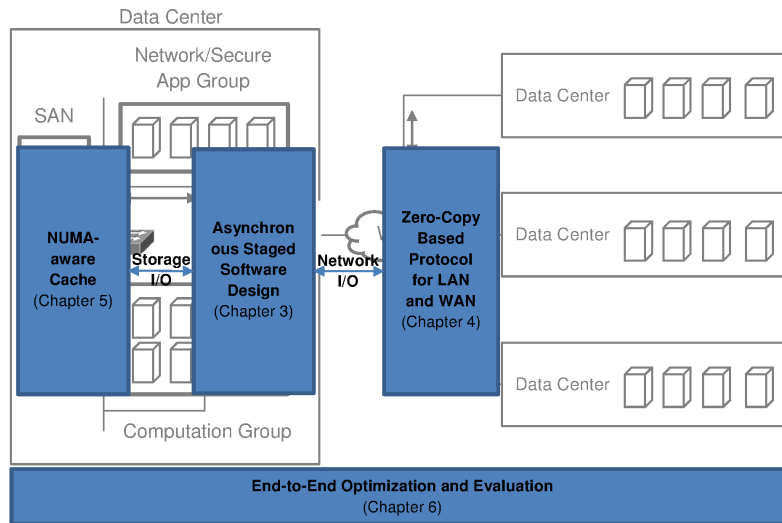 Data Center
Network/Secure
App Group
SAN
NUMA-
aware
Cache
(Chapter 5)
Storage
I/O
Asynchron
ous Staged
Software
Design
(Chapter 3)
Network
I/O
Zero-Copy
Based
Protocol
for LAN
and WAN
(Chapter 4)
Data Center
Data Center
Data Center
Computation Group
End-to-End Optimization and Evaluation
(Chapter 6)